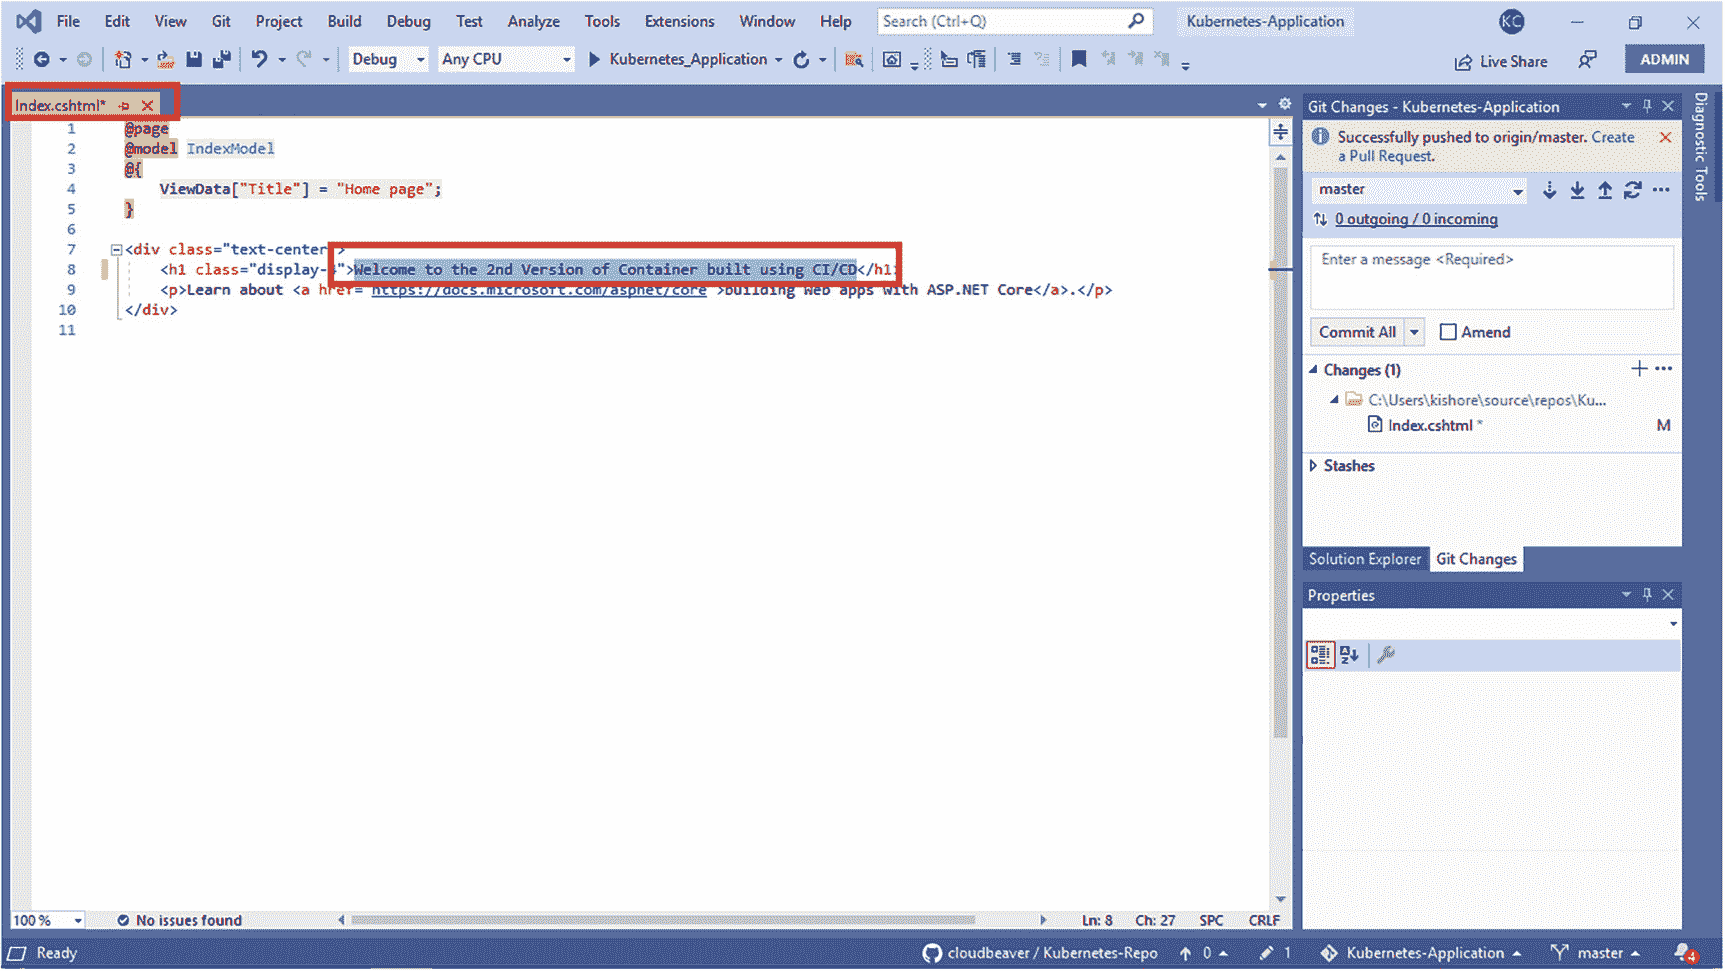 File Edit View Git Project Build Debug Test Analyze Tools Extensions Window Help Search (Ctrl+Q) Kubernetes-Application KC
Debug Any CPU Kubernetes_Application Live Share ADMIN
Index.cshtml*
1 @page
2 @model IndexModel
3 @{
4 ViewData["Title"] = "Home page";
5 }
6
7 <div class="text-center">
8 <h1 class="display-4">Welcome to the 2nd Version of Container built using CI/CD</h1
9 <p>Learn about <a href= https://docs.microsoft.com/aspnet/core >building Web apps with ASP.NET Core</a>.</p>
10 </div>
11
100 % No issues found Ln: 8 Ch: 27 SPC CRLF
Git Changes - Kubernetes-Application
Successfully pushed to origin/master. Create
a Pull Request.
master
0 outgoing / 0 incoming
Enter a message <Required>
Commit All Amend
Changes (1)
C:\Users\kishore\source\repos\Ku...
Index.cshtml * M
Stashes
Solution Explorer Git Changes
Properties
Diagnostic Tools
Ready cloudbeaver / Kubernetes-Repo 0 1 Kubernetes-Application master 4